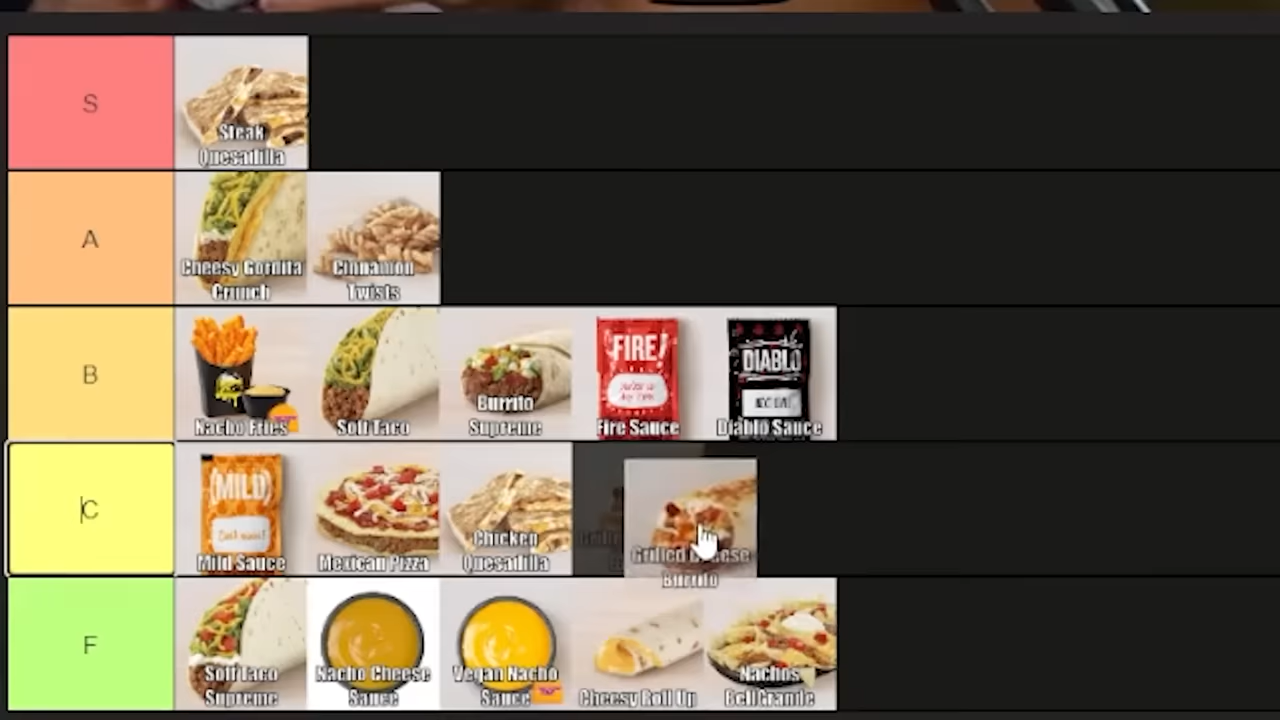 S
Steak
Quesadilla
A
Cheesy Gordita
Crunch
Cinnamon
Twists
B
Nacho Fries
Soft Taco
Burrito
Supreme
FIRE!
Fire Sauce
DIABLO
Diablo Sauce
C
(MILD)
Mild Sauce
Mexican Pizza
Chicken
Quesadilla
Grilled Cheese
Burrito
F
Soft Taco
Supreme
Nacho Cheese
Sauce
Vegan Nacho
Sauce
Cheesy Roll Up
Nachos
BellGrande